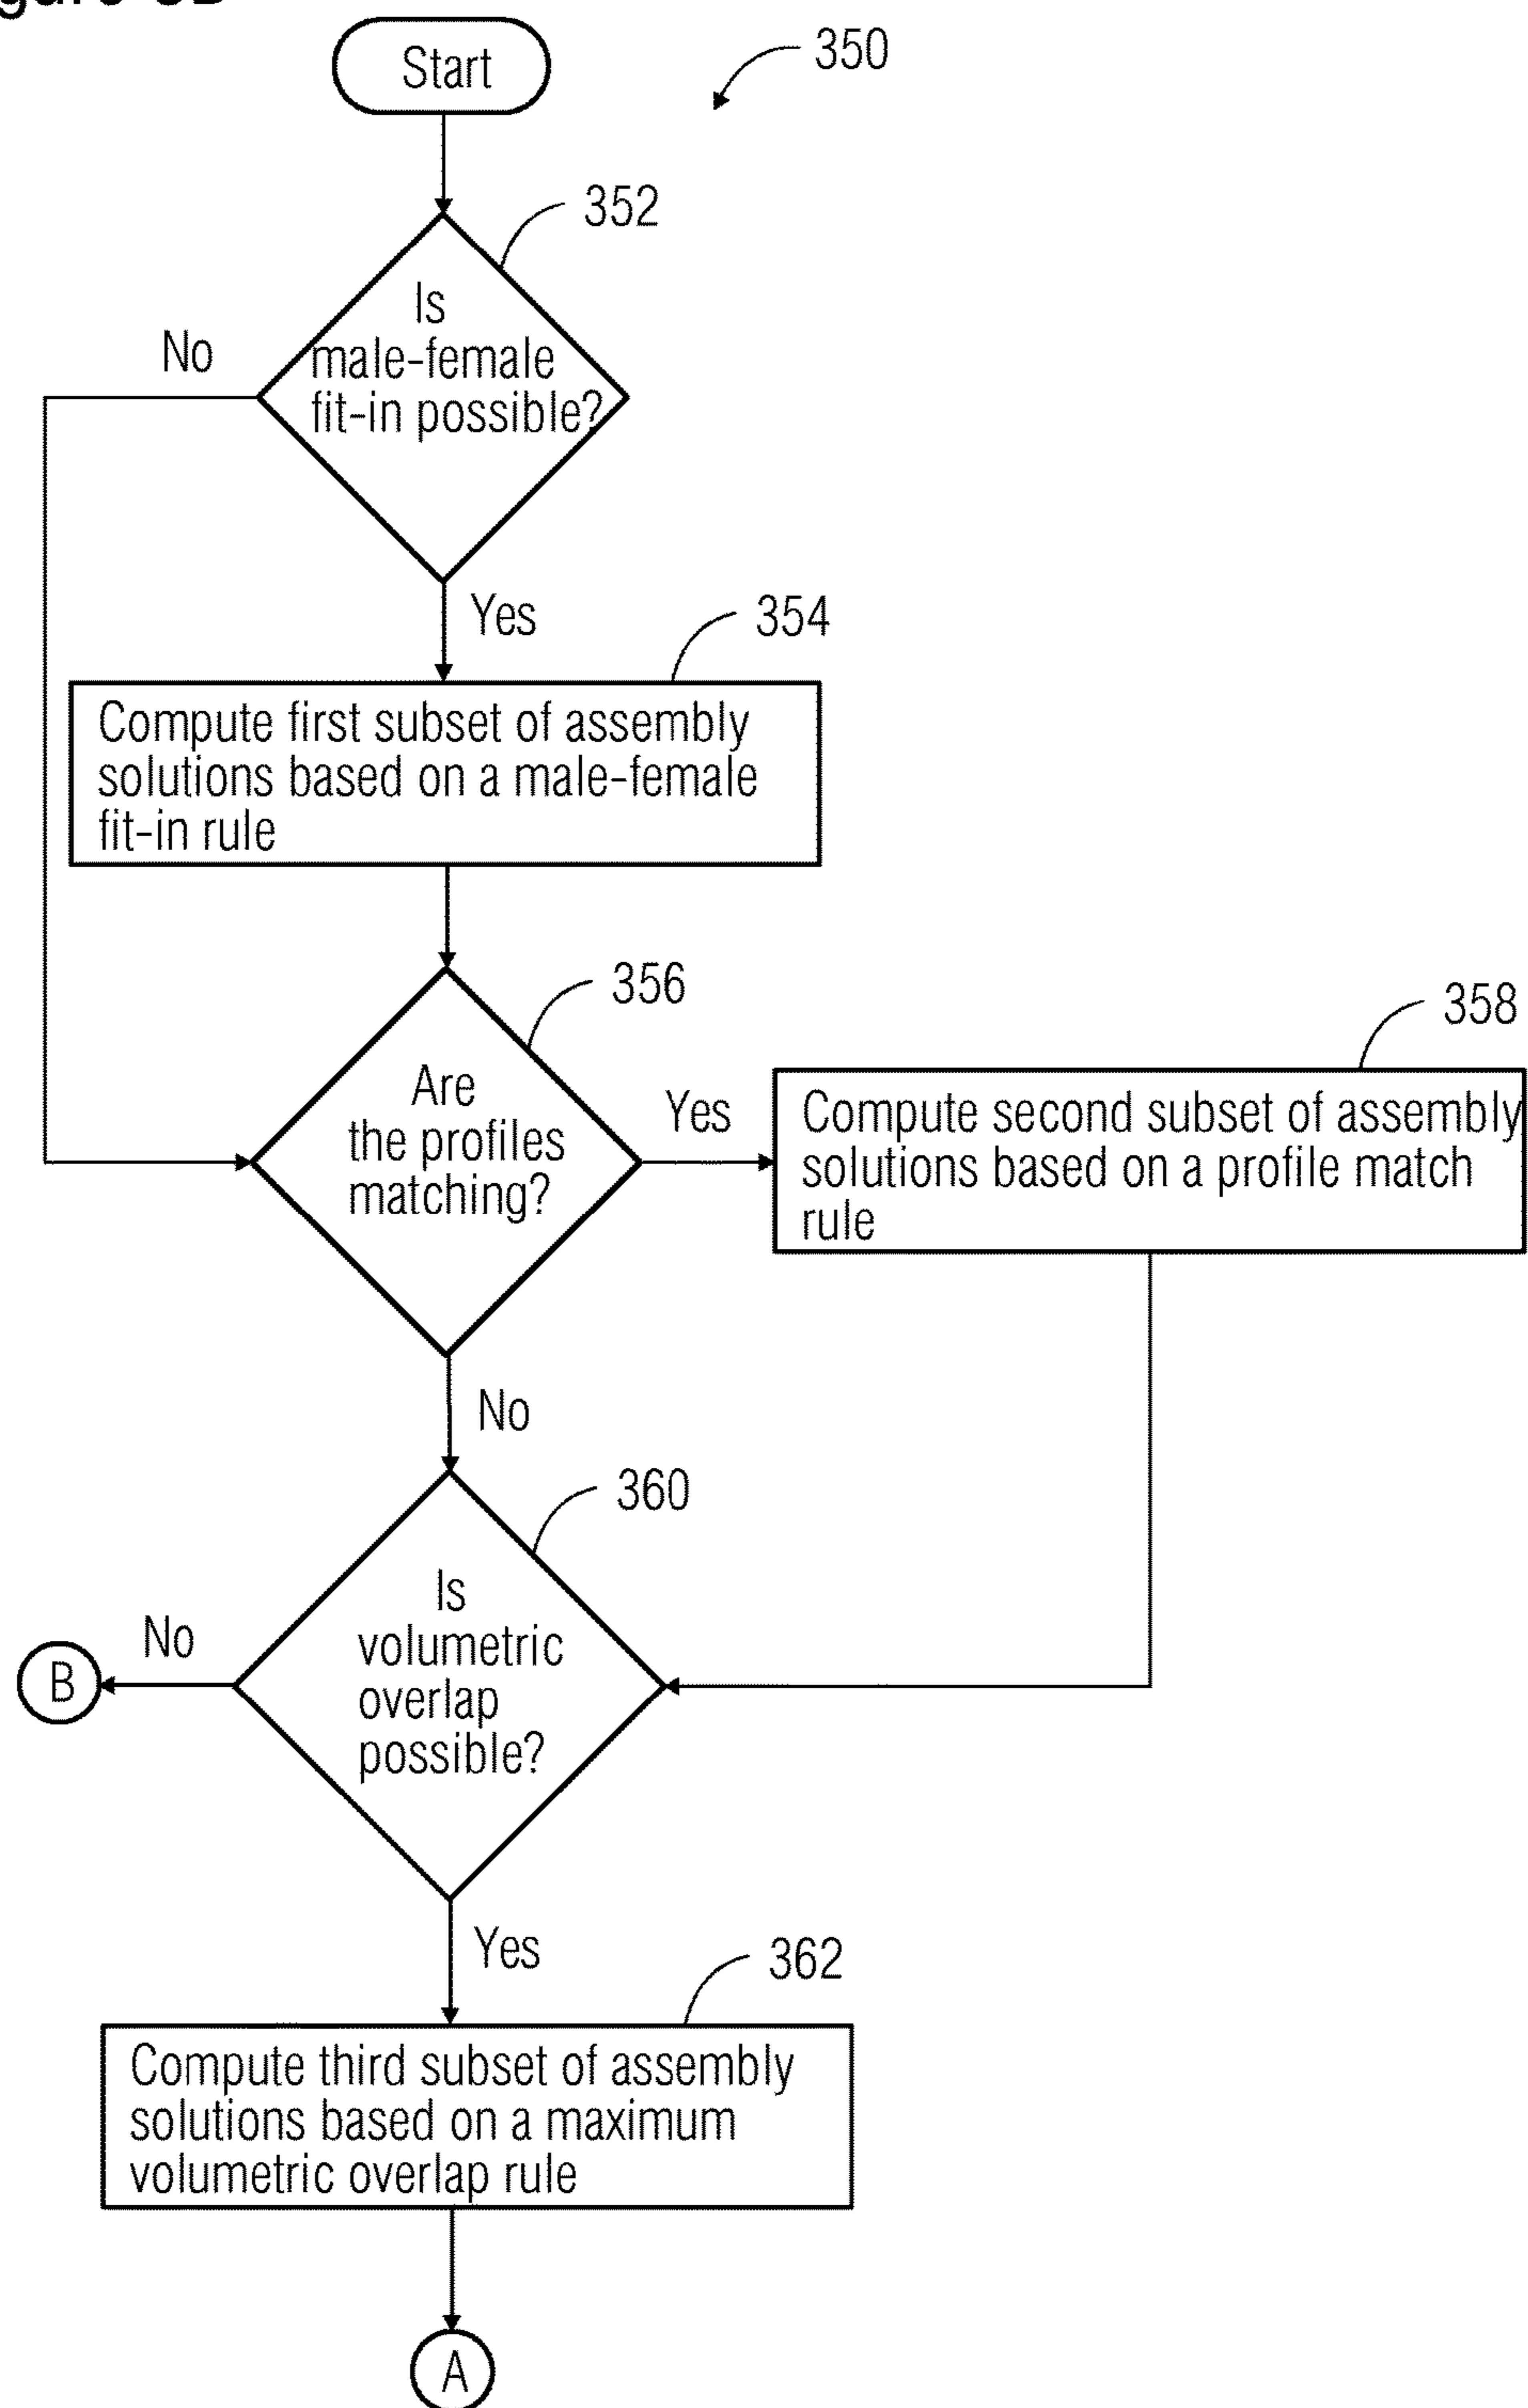 Start
350
352
Is
male-female
fit-in possible?
No
Yes
354
Compute first subset of assembly
solutions based on a male-female
fit-in rule
356
358
Are
the profiles
matching?
Yes
Compute second subset of assembly
solutions based on a profile match
rule
No
360
Is
volumetric
overlap
possible?
No
B
Yes
362
Compute third subset of assembly
solutions based on a maximum
volumetric overlap rule
A